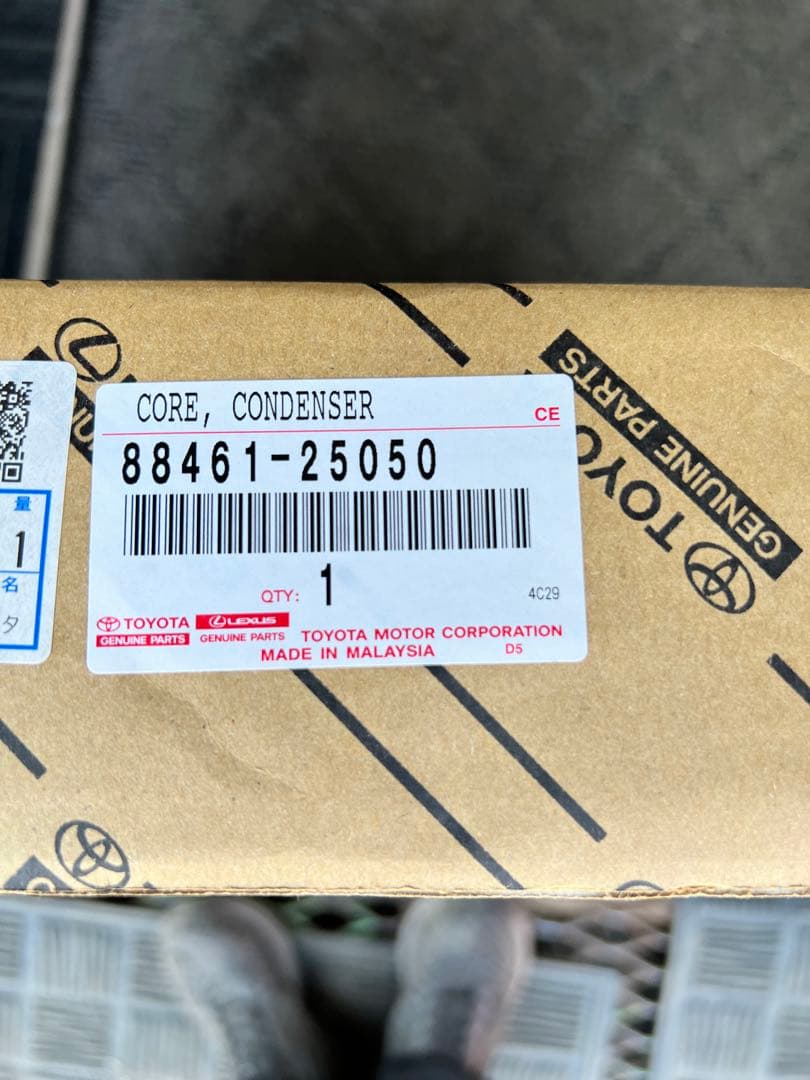 CORE, CONDENSER
CE
88461-25050
QTY: 1
4C29
TOYOTA
GENUINE PARTS
LEXUS
GENUINE PARTS
TOYOTA MOTOR CORPORATION
MADE IN MALAYSIA
D5
量
1
名
タ
TOYO
GENUINE PARTS